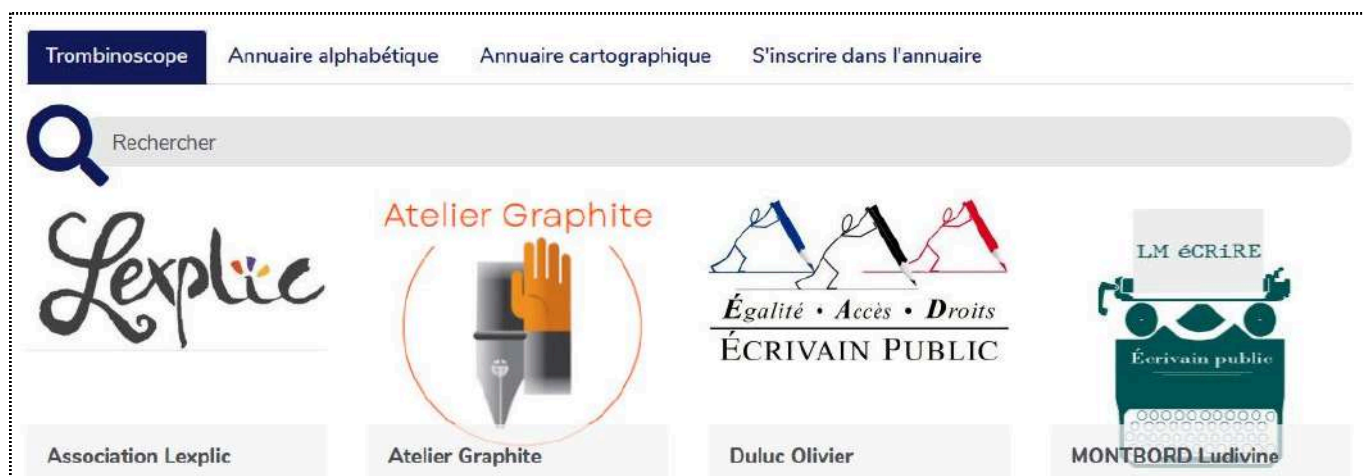 Trombinoscope Annuaire alphabétique Annuaire cartographique S'inscrire dans l'annuaire
Rechercher
Lexplic
Atelier Graphite
Égalité • Accès • Droits
ÉCRIVAIN PUBLIC
LM éCRiRE
Écrivain public
Association Lexplic
Atelier Graphite
Duluc Olivier
MONTBORD Ludivine